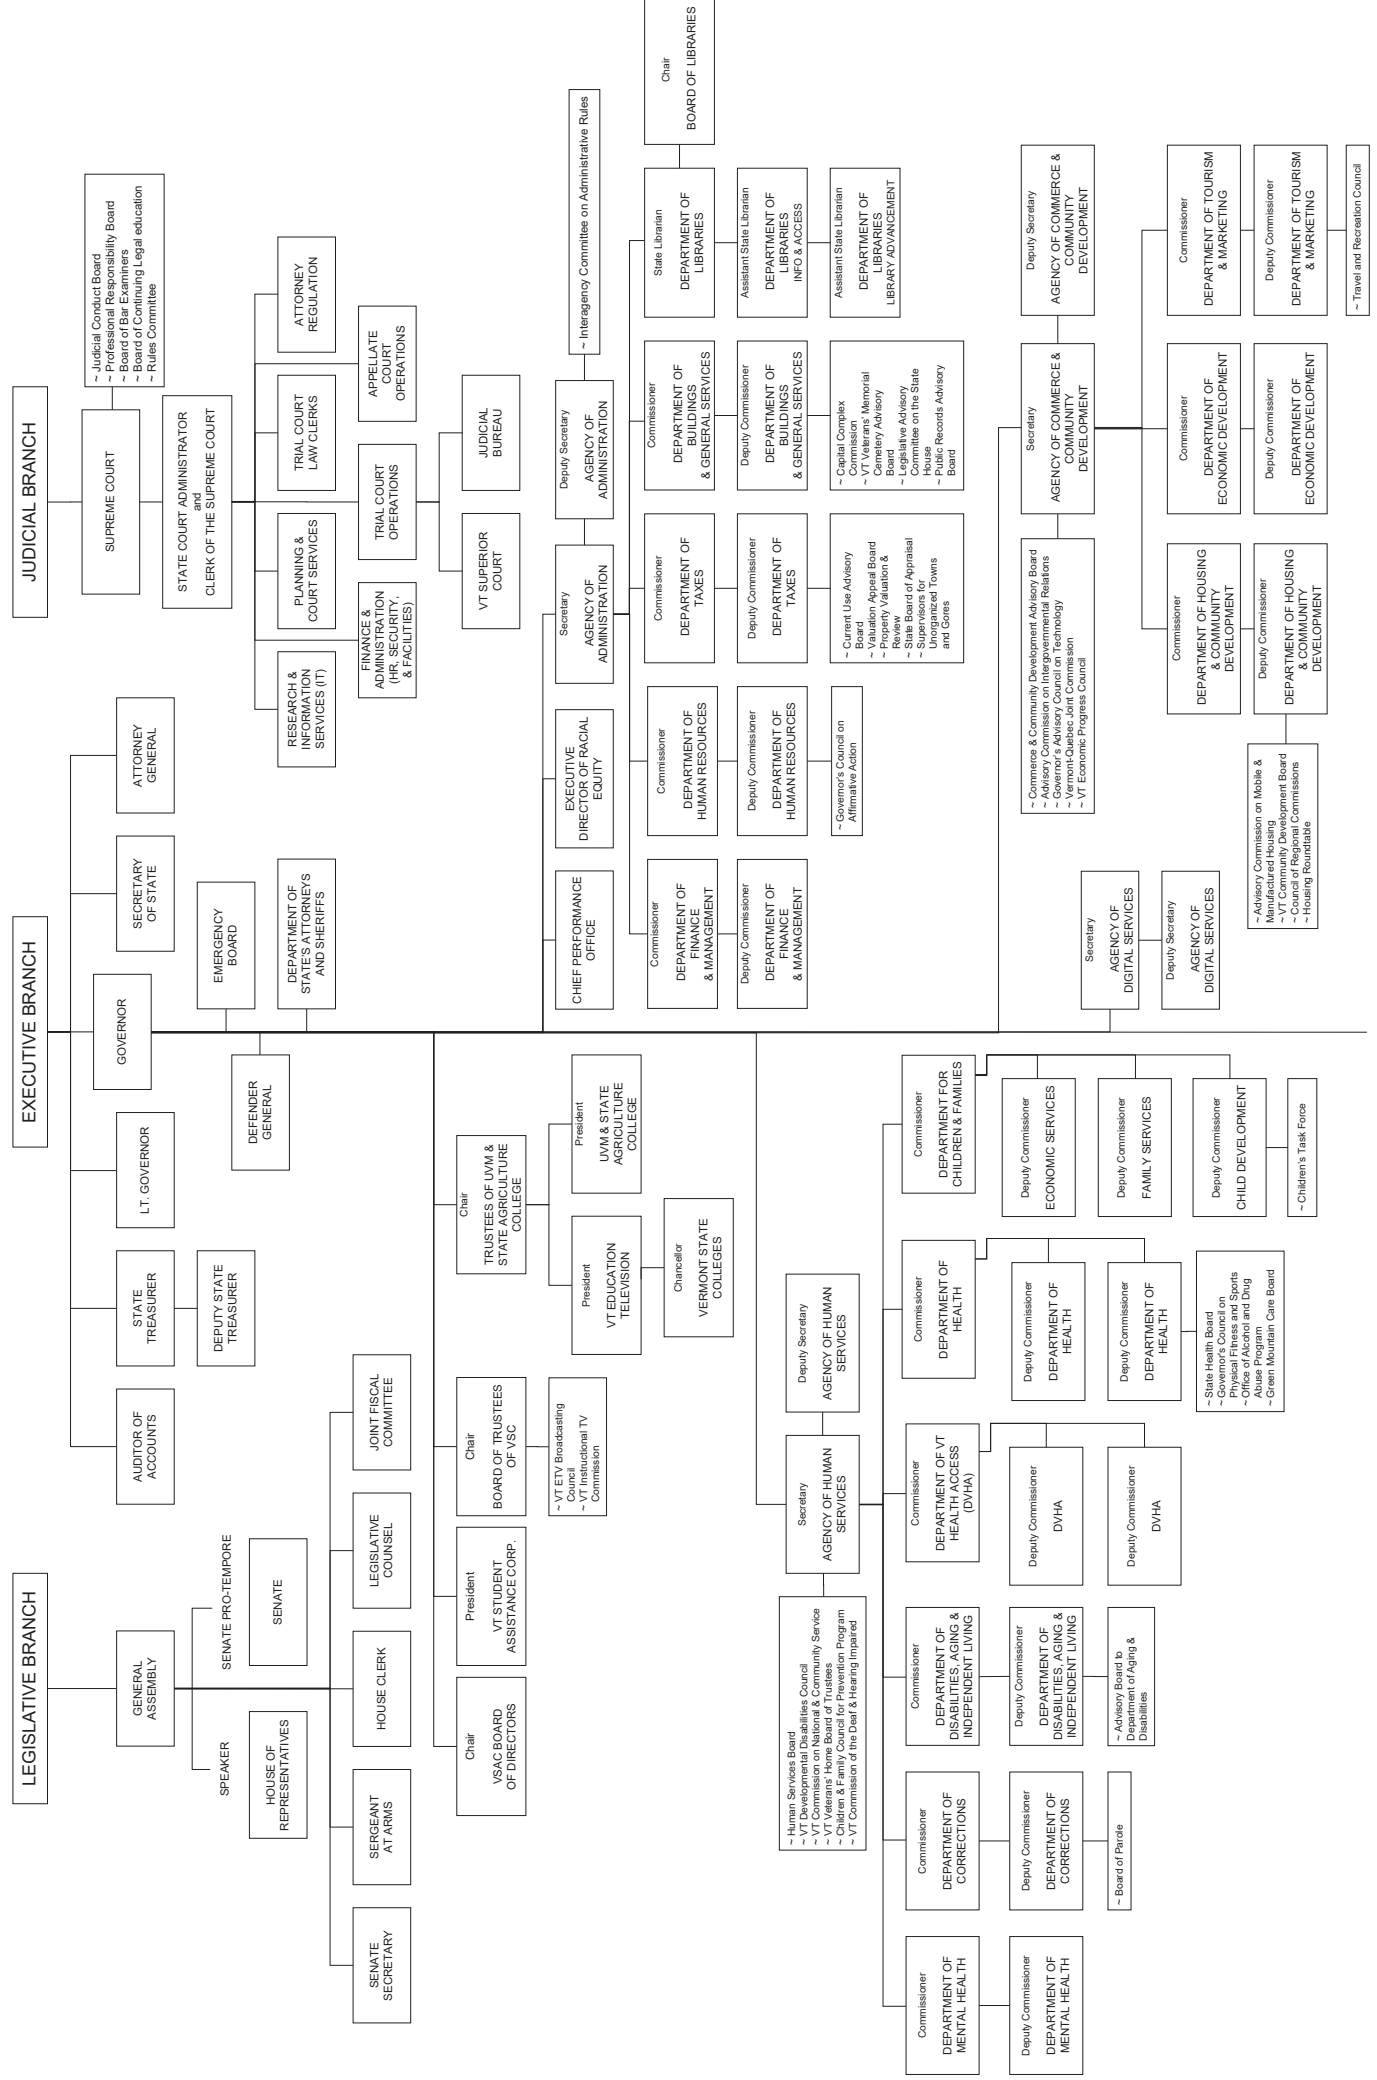 LEGISLATIVE BRANCH
EXECUTIVE BRANCH
JUDICIAL BRANCH
GENERAL
ASSEMBLY
SPEAKER
SENATE PRO-TEMPORE
HOUSE OF
REPRESENTATIVES
SENATE
SENATE
SECRETARY
SERGEANT
AT ARMS
HOUSE CLERK
LEGISLATIVE
COUNSEL
JOINT FISCAL
COMMITTEE
AUDITOR OF
ACCOUNTS
STATE
TREASURER
DEPUTY STATE
TREASURER
LT. GOVERNOR
GOVERNOR
SECRETARY
OF STATE
ATTORNEY
GENERAL
DEFENDER
GENERAL
EMERGENCY
BOARD
DEPARTMENT OF
STATE'S ATTORNEYS
AND SHERIFFS
SUPREME COURT
~ Judicial Conduct Board
~ Professional Responsibility Board
~ Board of Bar Examiners
~ Board of Continuing Legal education
~ Rules Committee
STATE COURT ADMINISTRATOR
and
CLERK OF THE SUPREME COURT
RESEARCH &
INFORMATION
SERVICES (IT)
PLANNING &
COURT SERVICES
TRIAL COURT
LAW CLERKS
ATTORNEY
REGULATION
FINANCE &
ADMINISTRATION
(HR, SECURITY,
& FACILITIES)
TRIAL COURT
OPERATIONS
APPELLATE
COURT
OPERATIONS
VT SUPERIOR
COURT
JUDICIAL
BUREAU
Chair
VSAC BOARD
OF DIRECTORS
President
VT STUDENT
ASSISTANCE CORP.
Chair
BOARD OF TRUSTEES
OF VSC
~ VT ETV Broadcasting
Council
~ VT Instructional TV
Commission
Chair
TRUSTEES OF UVM &
STATE AGRICULTURE
COLLEGE
President
VT EDUCATION
TELEVISION
President
UVM & STATE
AGRICULTURE
COLLEGE
Chancellor
VERMONT STATE
COLLEGES
CHIEF PERFORMANCE
OFFICE
EXECUTIVE
DIRECTOR OF RACIAL
EQUITY
Secretary
AGENCY OF
ADMINISTRATION
Deputy Secretary
AGENCY OF
ADMINISTRATION
~ Interagency Committee on Administrative Rules
Commissioner
DEPARTMENT OF
FINANCE
& MANAGEMENT
Deputy Commissioner
DEPARTMENT OF
FINANCE
& MANAGEMENT
Commissioner
DEPARTMENT OF
HUMAN RESOURCES
Deputy Commissioner
DEPARTMENT OF
HUMAN RESOURCES
~ Governor's Council on
Affirmative Action
Commissioner
DEPARTMENT OF
TAXES
Deputy Commissioner
DEPARTMENT OF
TAXES
~ Current Use Advisory
Board
~ Valuation Appeal Board
~ Property Valuation &
Review
~ State Board of Appraisal
~ Supervisors for
Unorganized Towns
and Gores
Commissioner
DEPARTMENT OF
BUILDINGS
& GENERAL SERVICES
Deputy Commissioner
DEPARTMENT OF
BUILDINGS
& GENERAL SERVICES
~ Capital Complex
Commission
~ VT Veterans' Memorial
Cemetery Advisory
Board
~ Legislative Advisory
Committee on the State
House
~ Public Records Advisory
Board
State Librarian
DEPARTMENT OF
LIBRARIES
Assistant State Librarian
DEPARTMENT OF
LIBRARIES
INFO & ACCESS
Assistant State Librarian
DEPARTMENT OF
LIBRARIES
LIBRARY ADVANCEMENT
Chair
BOARD OF LIBRARIES
~ Human Services Board
~ VT Developmental Disabilities Council
~ VT Commission on National & Community Service
~ VT Veterans' Home Board of Trustees
~ Children & Family Council for Prevention Program
~ VT Commission of the Deaf & Hearing Impaired
Secretary
AGENCY OF HUMAN
SERVICES
Deputy Secretary
AGENCY OF HUMAN
SERVICES
Commissioner
DEPARTMENT OF
MENTAL HEALTH
Deputy Commissioner
DEPARTMENT OF
MENTAL HEALTH
Commissioner
DEPARTMENT OF
CORRECTIONS
Deputy Commissioner
DEPARTMENT OF
CORRECTIONS
~ Board of Parole
Commissioner
DEPARTMENT OF
DISABILITIES, AGING &
INDEPENDENT LIVING
Deputy Commissioner
DEPARTMENT OF
DISABILITIES, AGING &
INDEPENDENT LIVING
~ Advisory Board to
Department of Aging &
Disabilities
Commissioner
DEPARTMENT OF VT
HEALTH ACCESS
(DVHA)
Deputy Commissioner
DVHA
Deputy Commissioner
DVHA
Commissioner
DEPARTMENT OF
HEALTH
Deputy Commissioner
DEPARTMENT OF
HEALTH
Deputy Commissioner
DEPARTMENT OF
HEALTH
~ State Health Board
~ Governor's Council on
Physical Fitness and Sports
~ Office of Alcohol and Drug
Abuse Program
~ Green Mountain Care Board
Commissioner
DEPARTMENT FOR
CHILDREN & FAMILIES
Deputy Commissioner
ECONOMIC SERVICES
Deputy Commissioner
FAMILY SERVICES
Deputy Commissioner
CHILD DEVELOPMENT
~ Children's Task Force
Secretary
AGENCY OF
DIGITAL SERVICES
Deputy Secretary
AGENCY OF
DIGITAL SERVICES
~ Commerce & Community Development Advisory Board
~ Advisory Commission on Intergovernmental Relations
~ Governor's Advisory Council on Technology
~ Vermont-Quebec Joint Commission
~ VT Economic Progress Council
Secretary
AGENCY OF COMMERCE &
COMMUNITY
DEVELOPMENT
Deputy Secretary
AGENCY OF COMMERCE &
COMMUNITY
DEVELOPMENT
Commissioner
DEPARTMENT OF HOUSING
& COMMUNITY
DEVELOPMENT
Deputy Commissioner
DEPARTMENT OF HOUSING
& COMMUNITY
DEVELOPMENT
~ Advisory Commission on Mobile &
Manufactured Housing
~ VT Community Development Board
~ Council of Regional Commissions
~ Housing Roundtable
Commissioner
DEPARTMENT OF
ECONOMIC DEVELOPMENT
Deputy Commissioner
DEPARTMENT OF
ECONOMIC DEVELOPMENT
Commissioner
DEPARTMENT OF TOURISM
& MARKETING
Deputy Commissioner
DEPARTMENT OF TOURISM
& MARKETING
~ Travel and Recreation Council